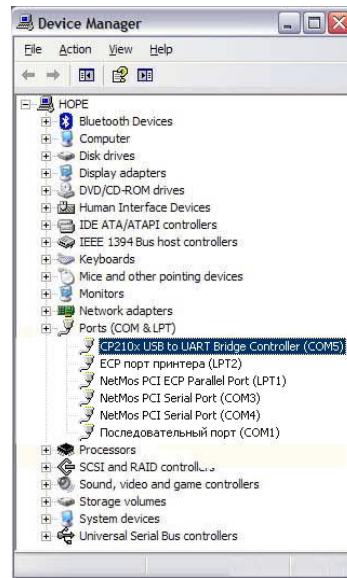 Device Manager
File Action View Help
HOPE
Bluetooth Devices
Computer
Disk drives
Display adapters
DVD/CD-ROM drives
Human Interface Devices
IDE ATA/ATAPI controllers
IEEE 1394 Bus host controllers
Keyboards
Mice and other pointing devices
Monitors
Network adapters
Ports (COM & LPT)
CP210x USB to UART Bridge Controller (COM5)
ECP порт принтера (LPT2)
NetMos PCI ECP Parallel Port (LPT1)
NetMos PCI Serial Port (COM3)
NetMos PCI Serial Port (COM4)
Последовательный порт (COM1)
Processors
SCSI and RAID controllers
Sound, video and game controllers
Storage volumes
System devices
Universal Serial Bus controllers